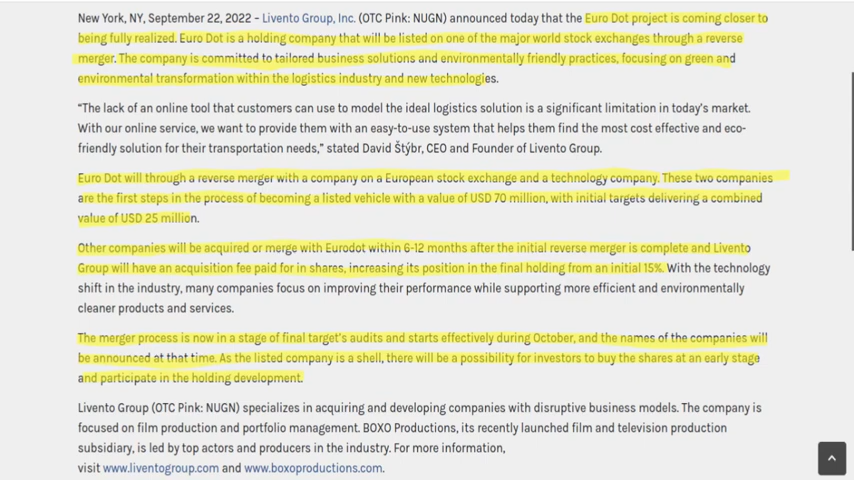 New York, NY, September 22, 2022 – Livento Group, Inc. (OTC Pink: NUGN) announced today that the Euro Dot project is coming closer to
being fully realized. Euro Dot is a holding company that will be listed on one of the major world stock exchanges through a reverse
merger. The company is committed to tailored business solutions and environmentally friendly practices, focusing on green and
environmental transformation within the logistics industry and new technologies.
“The lack of an online tool that customers can use to model the ideal logistics solution is a significant limitation in today’s market.
With our online service, we want to provide them with an easy-to-use system that helps them find the most cost effective and eco-
friendly solution for their transportation needs,” stated David Štýbr, CEO and Founder of Livento Group.
Euro Dot will through a reverse merger with a company on a European stock exchange and a technology company. These two companies
are the first steps in the process of becoming a listed vehicle with a value of USD 70 million, with initial targets delivering a combined
value of USD 25 million.
Other companies will be acquired or merge with Eurodot within 6-12 months after the initial reverse merger is complete and Livento
Group will have an acquisition fee paid for in shares, increasing its position in the final holding from an initial 15%. With the technology
shift in the industry, many companies focus on improving their performance while supporting more efficient and environmentally
cleaner products and services.
The merger process is now in a stage of final target’s audits and starts effectively during October, and the names of the companies will
be announced at that time. As the listed company is a shell, there will be a possibility for investors to buy the shares at an early stage
and participate in the holding development.
Livento Group (OTC Pink: NUGN) specializes in acquiring and developing companies with disruptive business models. The company is
focused on film production and portfolio management. BOXO Productions, its recently launched film and television production
subsidiary, is led by top actors and producers in the industry. For more information,
visit www.liventogroup.com and www.boxoproductions.com.